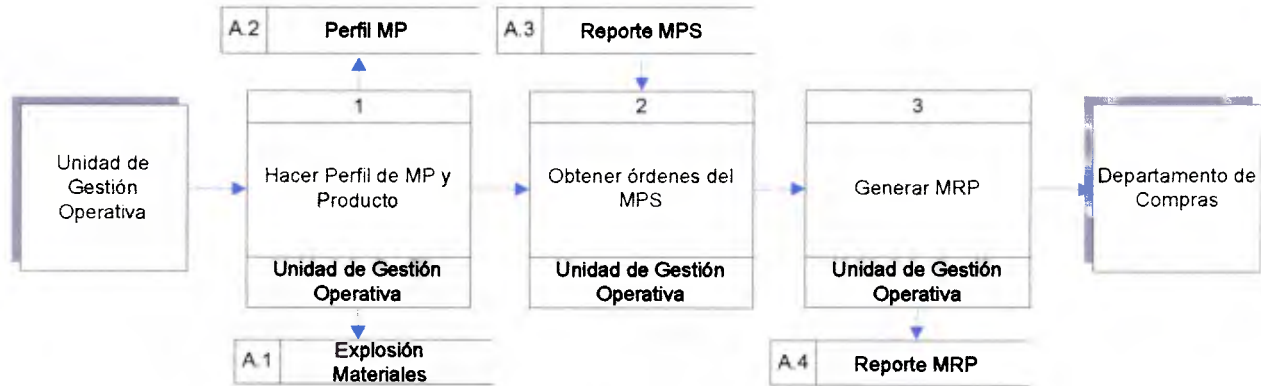 A.2 Perfil MP
A.3 Reporte MPS
Unidad de
Gestión
Operativa
1
Hacer Perfil de MP y
Producto
Unidad de Gestión
Operativa
2
Obtener órdenes del
MPS
Unidad de Gestión
Operativa
3
Generar MRP
Unidad de Gestión
Operativa
Departamento de
Compras
A.1 Explosión
Materiales
A.4 Reporte MRP